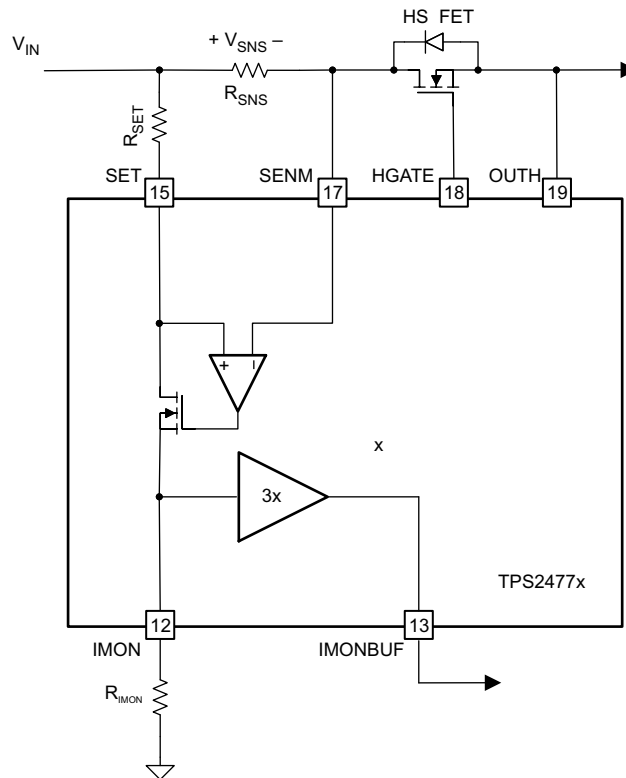 HS FET
V_IN
+ V_SNS –
R_SNS
R_SET
SET
SENM
HGATE
OUTH
15
17
18
19
+ –
x
3x
TPS2477x
12
13
IMON
IMONBUF
R_IMON